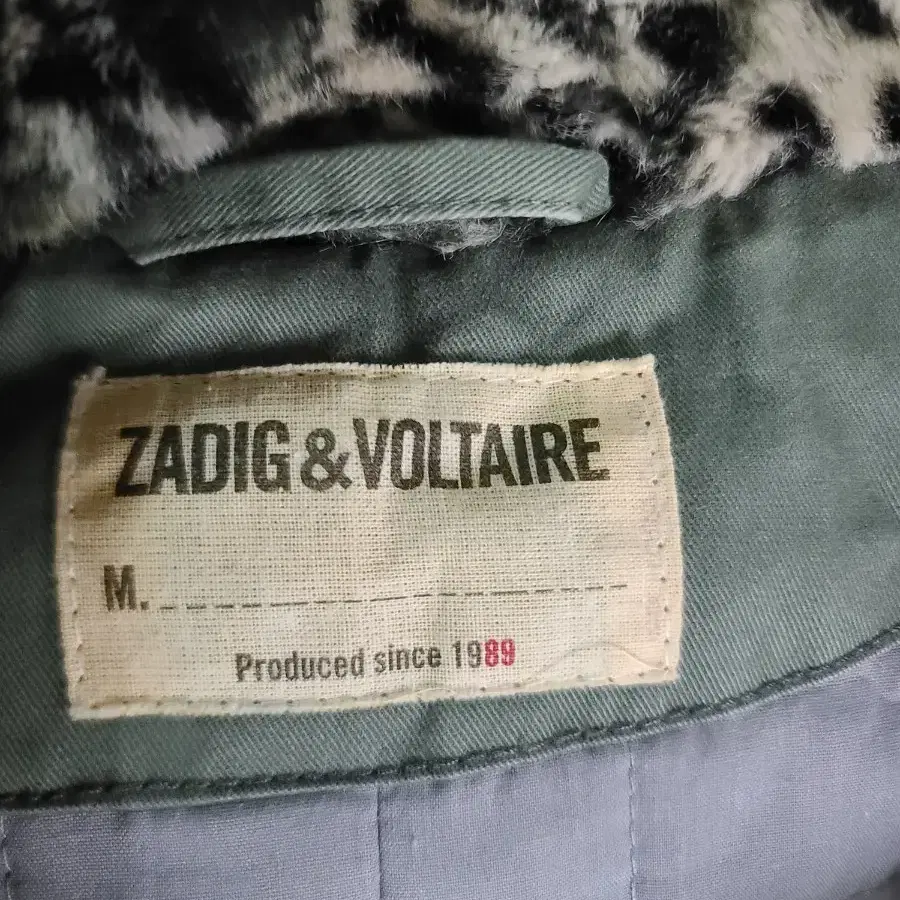 ZADIG&VOLTAIRE
M.
Produced since 1989